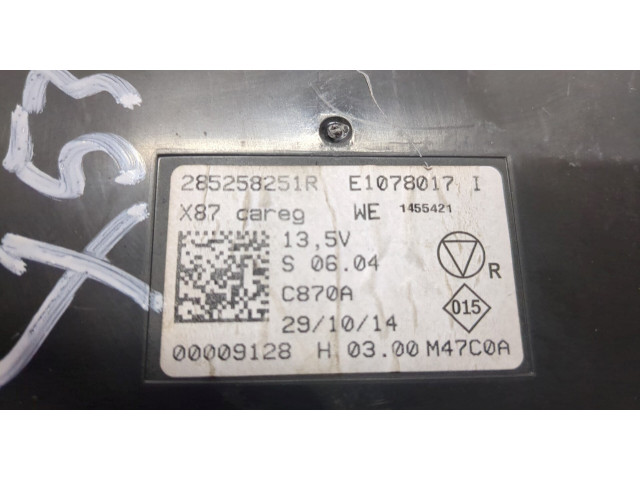 285258251R E1078017 I
X87 careg WE 1455421
13,5V
S 06.04
R
C870A
015
29/10/14
00009128 H 03.00 M47C0A